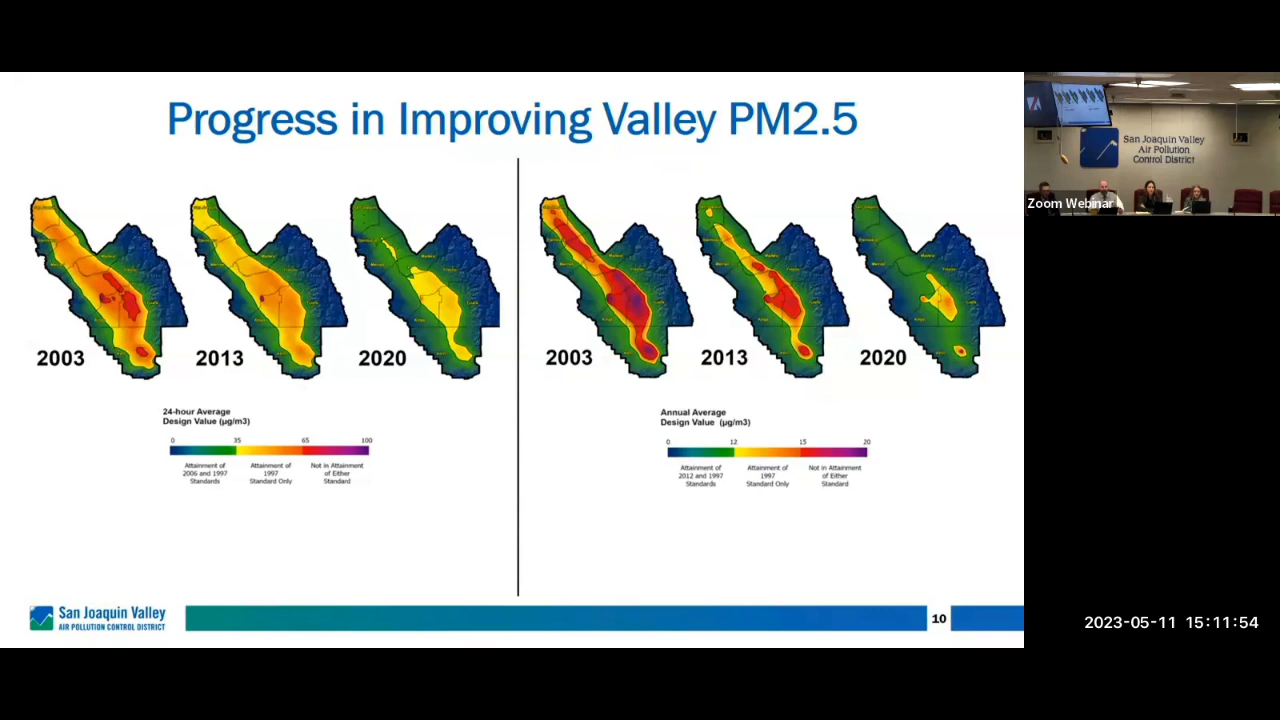 Progress in Improving Valley PM2.5
2003
2013
2020
2003
2013
2020
24-hour Average
Design Value (µg/m3)
0 35 65 100
Attainment of
2006 and 1997
Standards
Attainment of
1997
Standard Only
Not in Attainment
of Either
Standard
Annual Average
Design Value (µg/m3)
0 12 15 20
Attainment of
2012 and 1997
Standards
Attainment of
1997
Standard Only
Not in Attainment
of Either
Standard
San Joaquin Valley
AIR POLLUTION CONTROL DISTRICT
10
San Joaquin Valley
Air Pollution
Control District
Zoom Webinar
2023-05-11 15:11:54